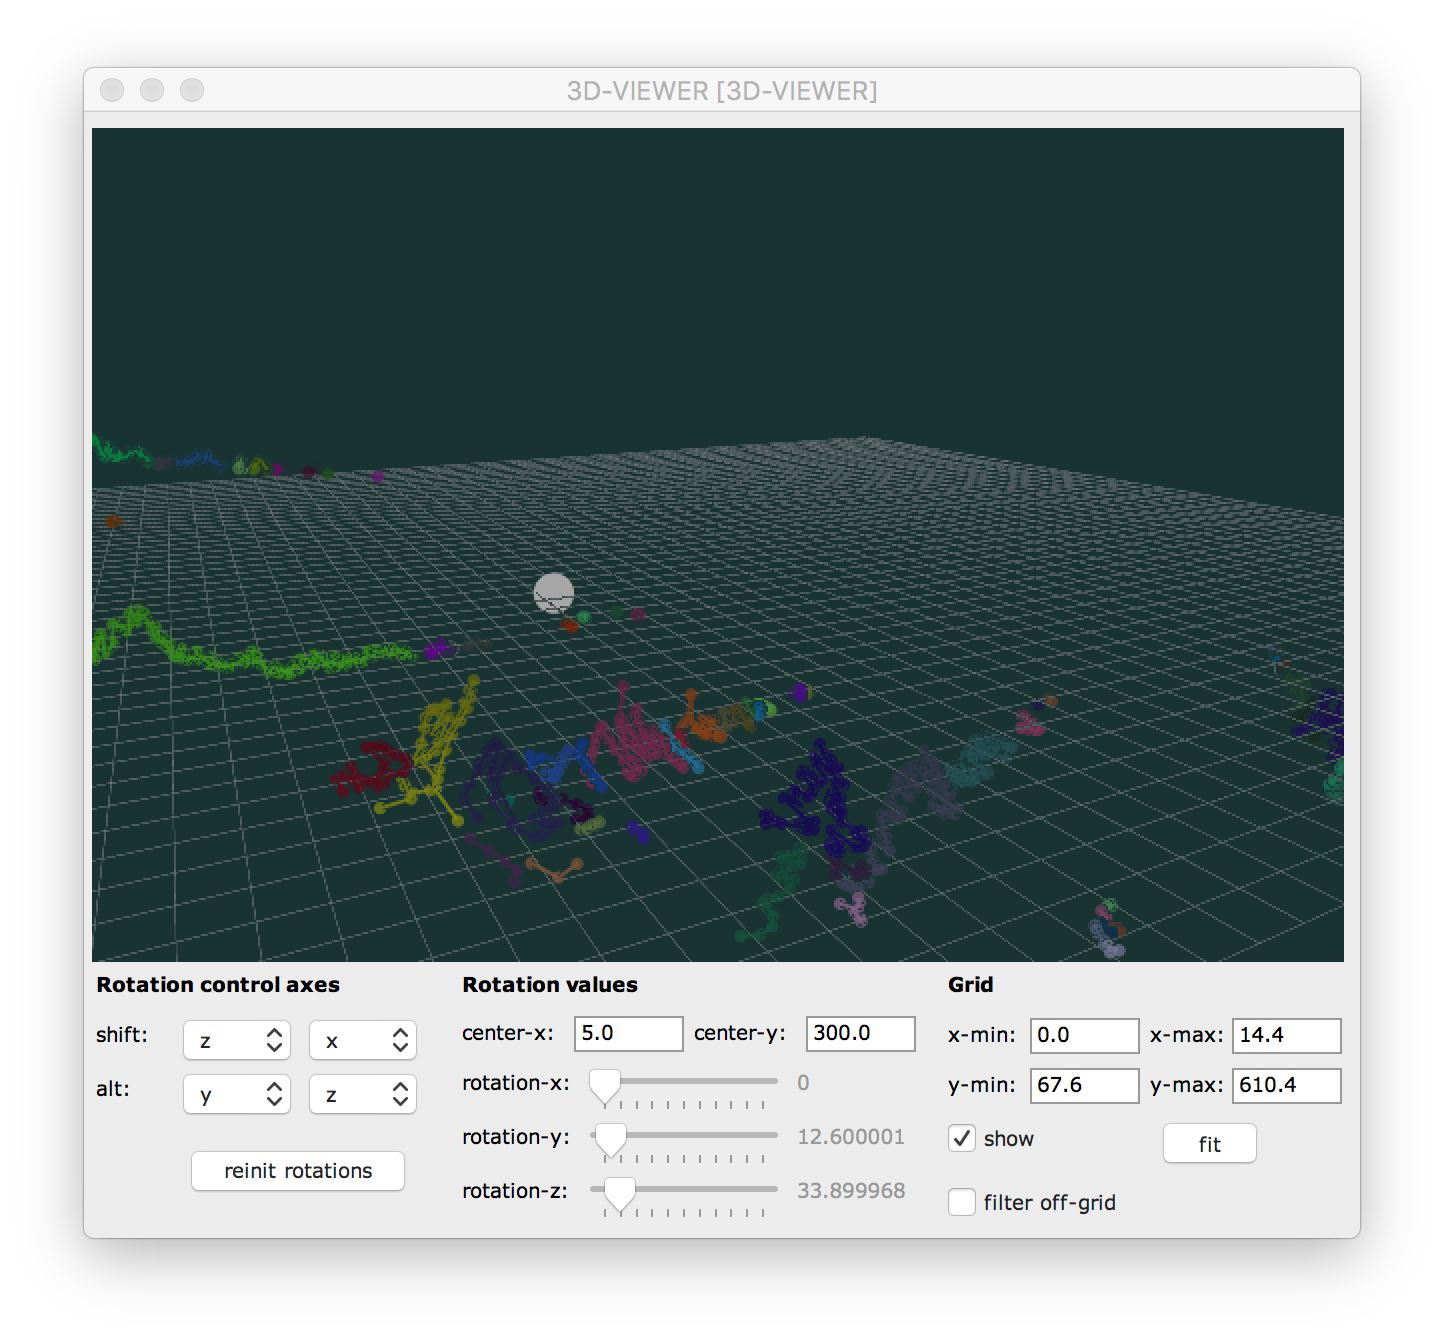 3D-VIEWER [3D-VIEWER]
Rotation control axes
shift: z x
alt: y z
reinit rotations
Rotation values
center-x: 5.0 center-y: 300.0
rotation-x: 0
rotation-y: 12.600001
rotation-z: 33.899968
Grid
x-min: 0.0 x-max: 14.4
y-min: 67.6 y-max: 610.4
show fit
filter off-grid